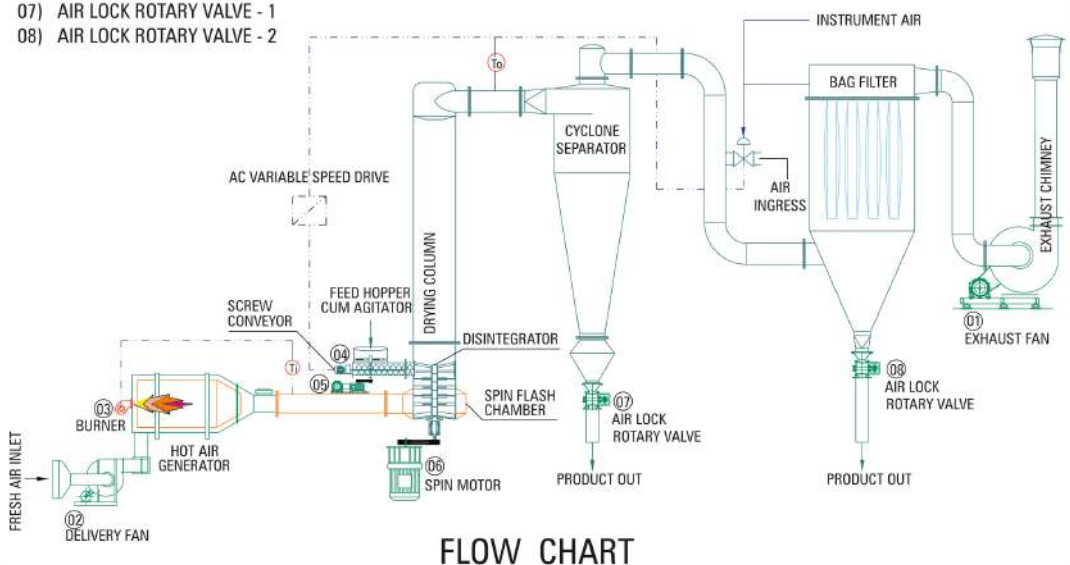 07) AIR LOCK ROTARY VALVE - 1
08) AIR LOCK ROTARY VALVE - 2
INSTRUMENT AIR
To
BAG FILTER
CYCLONE
SEPARATOR
AC VARIABLE SPEED DRIVE
AIR
INGRESS
EXHAUST CHIMNEY
DRYING COLUMN
FEED HOPPER
CUM AGITATOR
SCREW
CONVEYOR
DISINTEGRATOR
01
EXHAUST FAN
04
Ti
05
08
AIR LOCK
ROTARY VALVE
SPIN FLASH
CHAMBER
03
BURNER
07
AIR LOCK
ROTARY VALVE
HOT AIR
GENERATOR
06
SPIN MOTOR
PRODUCT OUT
PRODUCT OUT
FRESH AIR INLET
02
DELIVERY FAN
FLOW CHART